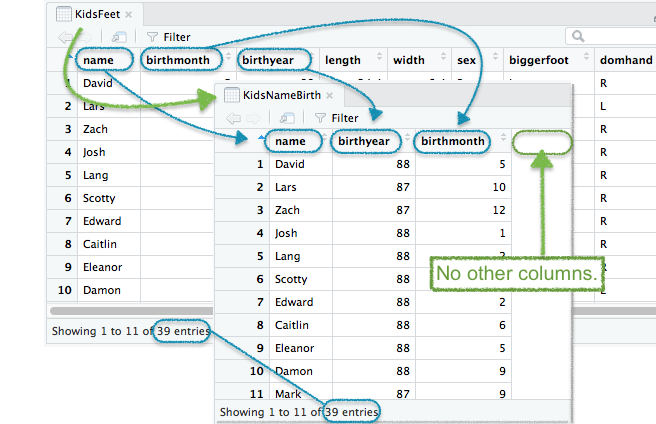 KidsFeet
Filter
name birthmonth birthyear length width sex biggerfoot domhand
1 David
2 Lars L
3 Zach R
4 Josh R
5 Lang R
6 Scotty R
7 Edward R
8 Caitlin R
9 Eleanor R
10 Damon
Showing 1 to 11 of 39 entries
KidsNameBirth
Filter
name birthyear birthmonth
1 David 88 5
2 Lars 87 10
3 Zach 87 12
4 Josh 88 1
5 Lang 88 2
6 Scotty 88
7 Edward 88 2
8 Caitlin 88 6
9 Eleanor 88 5
10 Damon 88 9
11 Mark 87 9
Showing 1 to 11 of 39 entries
No other columns.